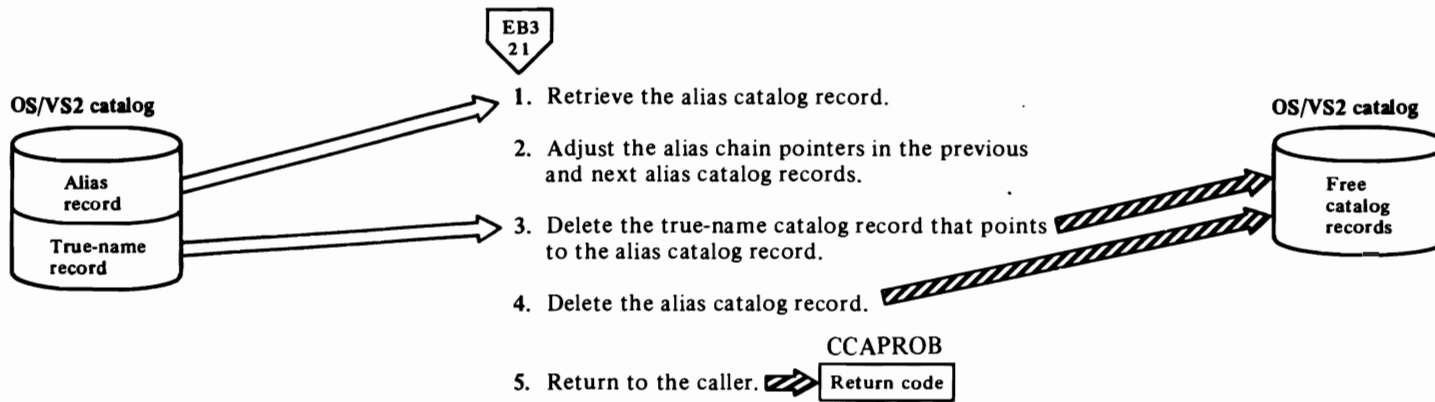 EB3
21
OS/VS2 catalog
Alias
record
True-name
record
1. Retrieve the alias catalog record.
2. Adjust the alias chain pointers in the previous
and next alias catalog records.
3. Delete the true-name catalog record that points
to the alias catalog record.
4. Delete the alias catalog record.
5. Return to the caller.
CCAPROB
Return code
OS/VS2 catalog
Free
catalog
records